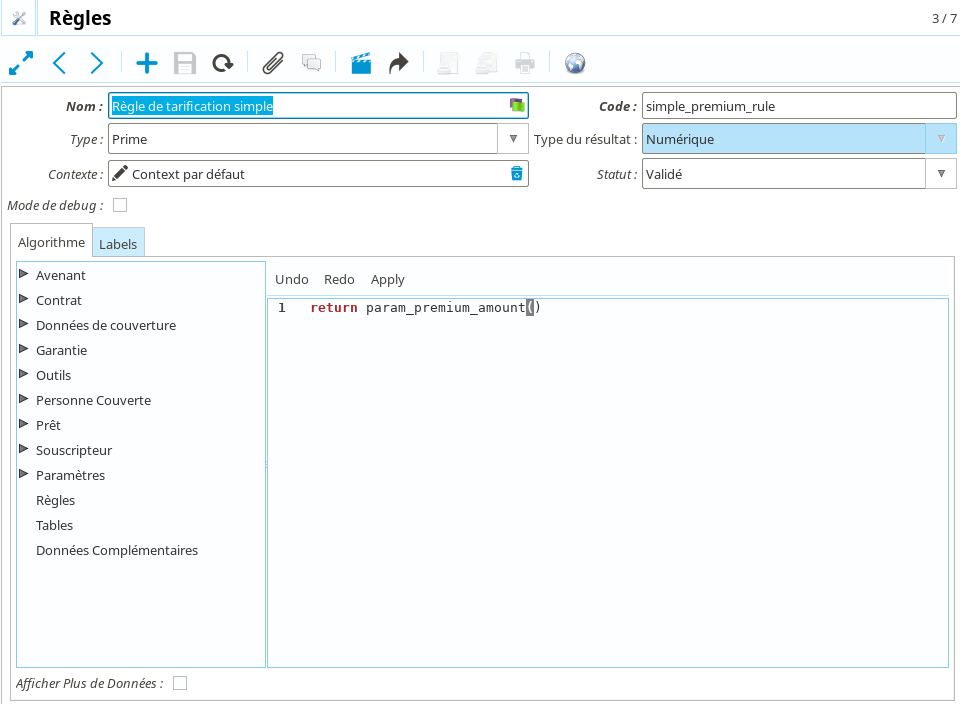 Règles
3 / 7
Nom : Règle de tarification simple Code : simple_premium_rule
Type : Prime Type du résultat : Numérique
Contexte : Context par défaut Statut : Validé
Mode de debug :
Algorithme Labels
Avenant
Contrat
Données de couverture
Garantie
Outils
Personne Couverte
Prêt
Souscripteur
Paramètres
Règles
Tables
Données Complémentaires
Undo Redo Apply
1 return param_premium_amount()
Afficher Plus de Données :